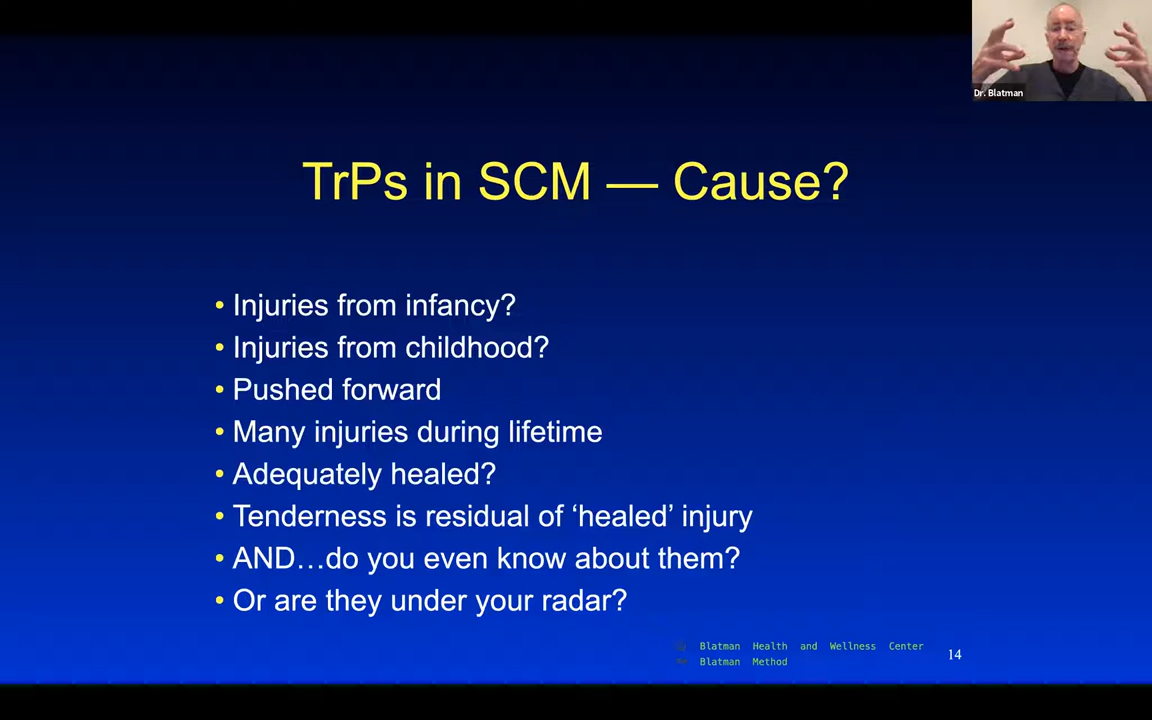 Dr. Blatman
TrPs in SCM — Cause?
• Injuries from infancy?
• Injuries from childhood?
• Pushed forward
• Many injuries during lifetime
• Adequately healed?
• Tenderness is residual of ‘healed’ injury
• AND…do you even know about them?
• Or are they under your radar?
Blatman Health and Wellness Center
Blatman Method
14